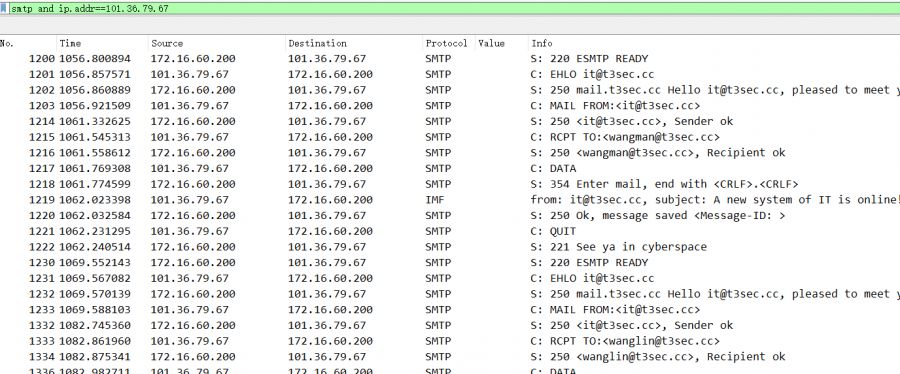 smtp and ip.addr==101.36.79.67
No. Time Source Destination Protocol Value Info
1200 1056.800894 172.16.60.200 101.36.79.67 SMTP S: 220 ESMTP READY
1201 1056.857571 101.36.79.67 172.16.60.200 SMTP C: EHLO it@t3sec.cc
1202 1056.860889 172.16.60.200 101.36.79.67 SMTP S: 250 mail.t3sec.cc Hello it@t3sec.cc, pleased to meet y
1203 1056.921509 101.36.79.67 172.16.60.200 SMTP C: MAIL FROM:<it@t3sec.cc>
1214 1061.332625 172.16.60.200 101.36.79.67 SMTP S: 250 <it@t3sec.cc>, Sender ok
1215 1061.545313 101.36.79.67 172.16.60.200 SMTP C: RCPT TO:<wangman@t3sec.cc>
1216 1061.558612 172.16.60.200 101.36.79.67 SMTP S: 250 <wangman@t3sec.cc>, Recipient ok
1217 1061.769308 101.36.79.67 172.16.60.200 SMTP C: DATA
1218 1061.774599 172.16.60.200 101.36.79.67 SMTP S: 354 Enter mail, end with <CRLF>.<CRLF>
1219 1062.023398 101.36.79.67 172.16.60.200 IMF from: it@t3sec.cc, subject: A new system of IT is online!
1220 1062.032584 172.16.60.200 101.36.79.67 SMTP S: 250 Ok, message saved <Message-ID: >
1221 1062.231295 101.36.79.67 172.16.60.200 SMTP C: QUIT
1222 1062.240514 172.16.60.200 101.36.79.67 SMTP S: 221 See ya in cyberspace
1230 1069.552143 172.16.60.200 101.36.79.67 SMTP S: 220 ESMTP READY
1231 1069.567082 101.36.79.67 172.16.60.200 SMTP C: EHLO it@t3sec.cc
1232 1069.570139 172.16.60.200 101.36.79.67 SMTP S: 250 mail.t3sec.cc Hello it@t3sec.cc, pleased to meet y
1233 1069.588103 101.36.79.67 172.16.60.200 SMTP C: MAIL FROM:<it@t3sec.cc>
1332 1082.745360 172.16.60.200 101.36.79.67 SMTP S: 250 <it@t3sec.cc>, Sender ok
1333 1082.861960 101.36.79.67 172.16.60.200 SMTP C: RCPT TO:<wanglin@t3sec.cc>
1334 1082.875341 172.16.60.200 101.36.79.67 SMTP S: 250 <wanglin@t3sec.cc>, Recipient ok
1336 1082.982711 101.36.79.67 172.16.60.200 SMTP C: DATA